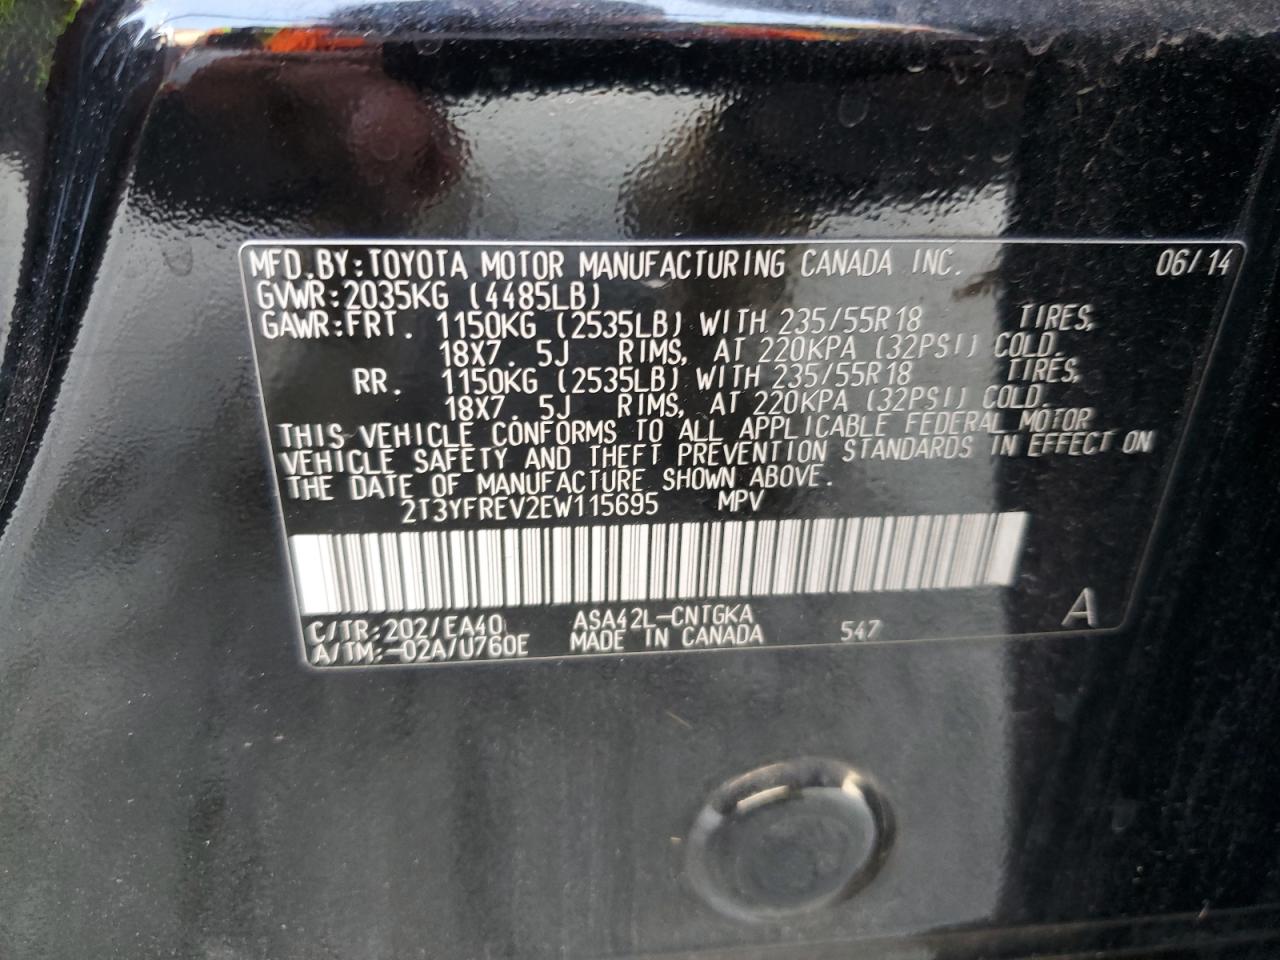 MFD.BY:TOYOTA MOTOR MANUFACTURING CANADA INC. 06/14
GVWR:2035KG (4485LB)
GAWR:FRT. 1150KG (2535LB) WITH 235/55R18 TIRES,
18X7.5J RIMS, AT 220KPA (32PSI) COLD.
RR. 1150KG (2535LB) WITH 235/55R18 TIRES,
18X7.5J RIMS, AT 220KPA (32PSI) COLD.
THIS VEHICLE CONFORMS TO ALL APPLICABLE FEDERAL MOTOR
VEHICLE SAFETY AND THEFT PREVENTION STANDARDS IN EFFECT ON
THE DATE OF MANUFACTURE SHOWN ABOVE.
2T3YFREV2EW115695 MPV
C/TR:202/EA40 ASA42L-CNTGKA A
A/TM:-02A/U760E MADE IN CANADA 547